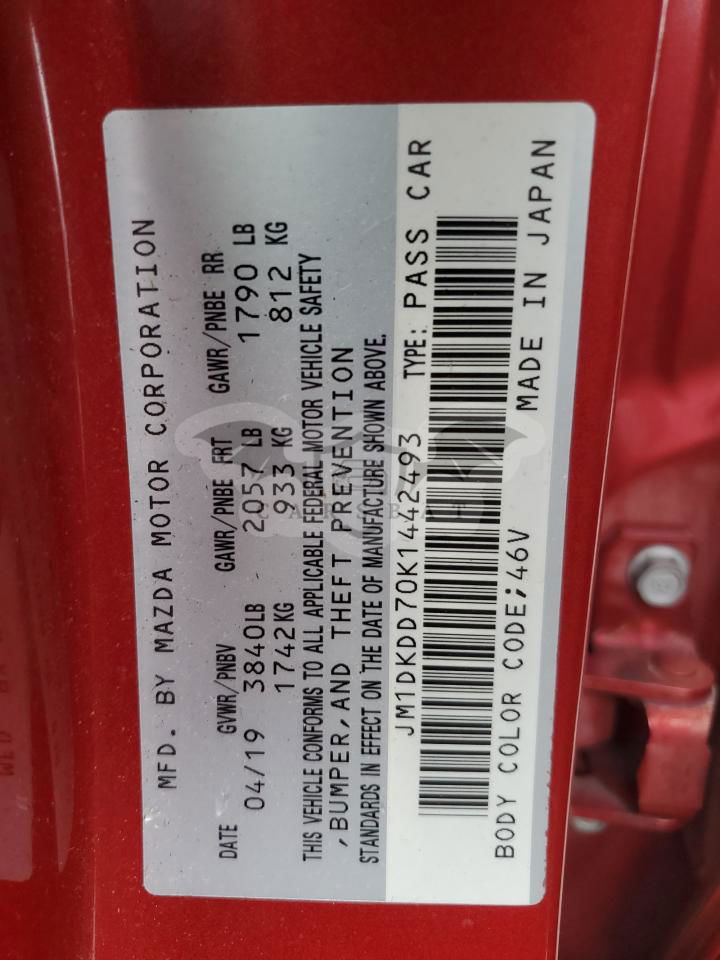 MFD. BY MAZDA MOTOR CORPORATION
DATE GVWR/PNBV GAWR/PNBE FRT GAWR/PNBE RR
04/19 3840LB 2057 LB 1790 LB
1742KG 933 KG 812 KG
THIS VEHICLE CONFORMS TO ALL APPLICABLE FEDERAL MOTOR VEHICLE SAFETY
,BUMPER,AND THEFT PREVENTION
STANDARDS IN EFFECT ON THE DATE OF MANUFACTURE SHOWN ABOVE.
JM1DKDD70K1442493 TYPE: PASS CAR
BODY COLOR CODE;46V MADE IN JAPAN
CARSBAT